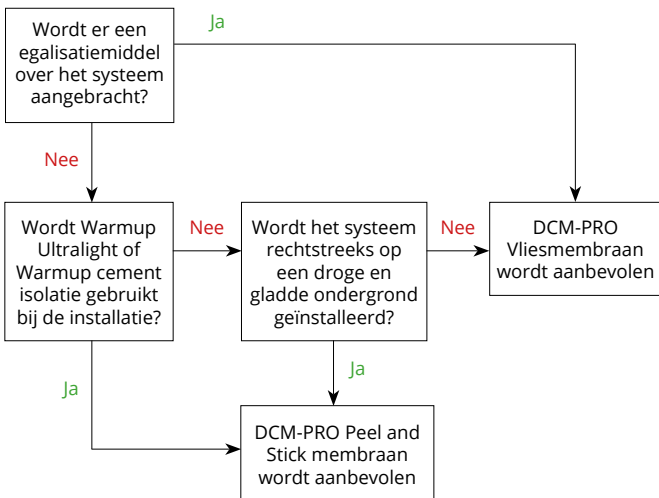 Wordt er een
egalisatiemiddel
over het systeem
aangebracht?
Ja
Nee
Wordt Warmup
Ultralight of
Warmup cement
isolatie gebruikt
bij de installatie?
Nee
Wordt het systeem
rechtstreeks op
een droge en
gladde ondergrond
geïnstalleerd?
Nee
DCM-PRO
Vliesmembraan
wordt aanbevolen
Ja
Ja
DCM-PRO Peel and
Stick membraan
wordt aanbevolen